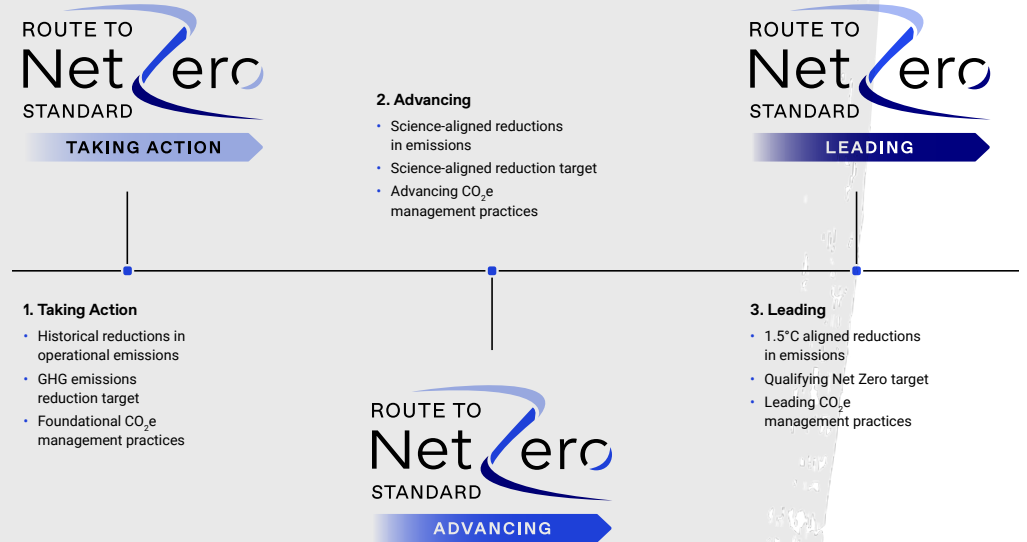 ROUTE TO
Net Zero
STANDARD
TAKING ACTION
1. Taking Action
• Historical reductions in
operational emissions
• GHG emissions
reduction target
• Foundational CO₂e
management practices
2. Advancing
• Science-aligned reductions
in emissions
• Science-aligned reduction target
• Advancing CO₂e
management practices
ROUTE TO
Net Zero
STANDARD
ADVANCING
ROUTE TO
Net Zero
STANDARD
LEADING
3. Leading
• 1.5°C aligned reductions
in emissions
• Qualifying Net Zero target
• Leading CO₂e
management practices